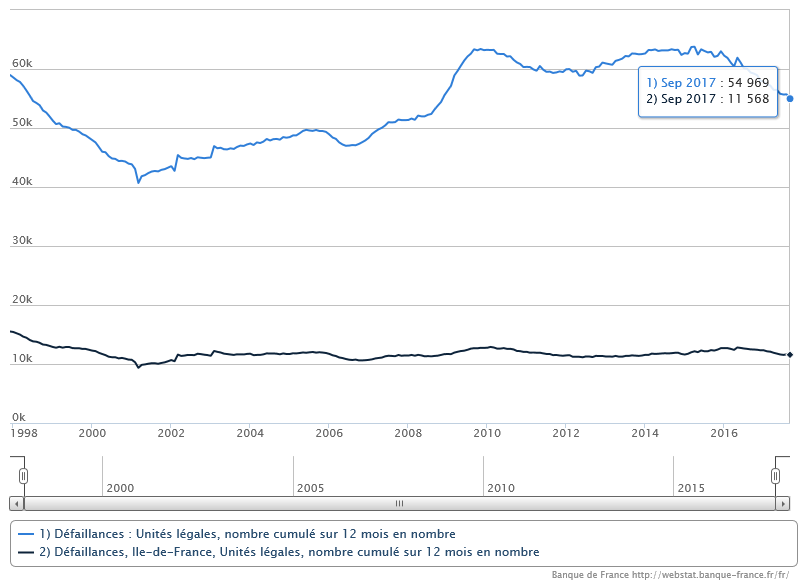 60k
50k
40k
30k
20k
10k
0k
1) Sep 2017 : 54 969
2) Sep 2017 : 11 568
1998 2000 2002 2004 2006 2008 2010 2012 2014 2016
2000 2005 2010 2015
1) Défaillances : Unités légales, nombre cumulé sur 12 mois en nombre
2) Défaillances, Ile-de-France, Unités légales, nombre cumulé sur 12 mois en nombre
Banque de France http://webstat.banque-france.fr/fr/